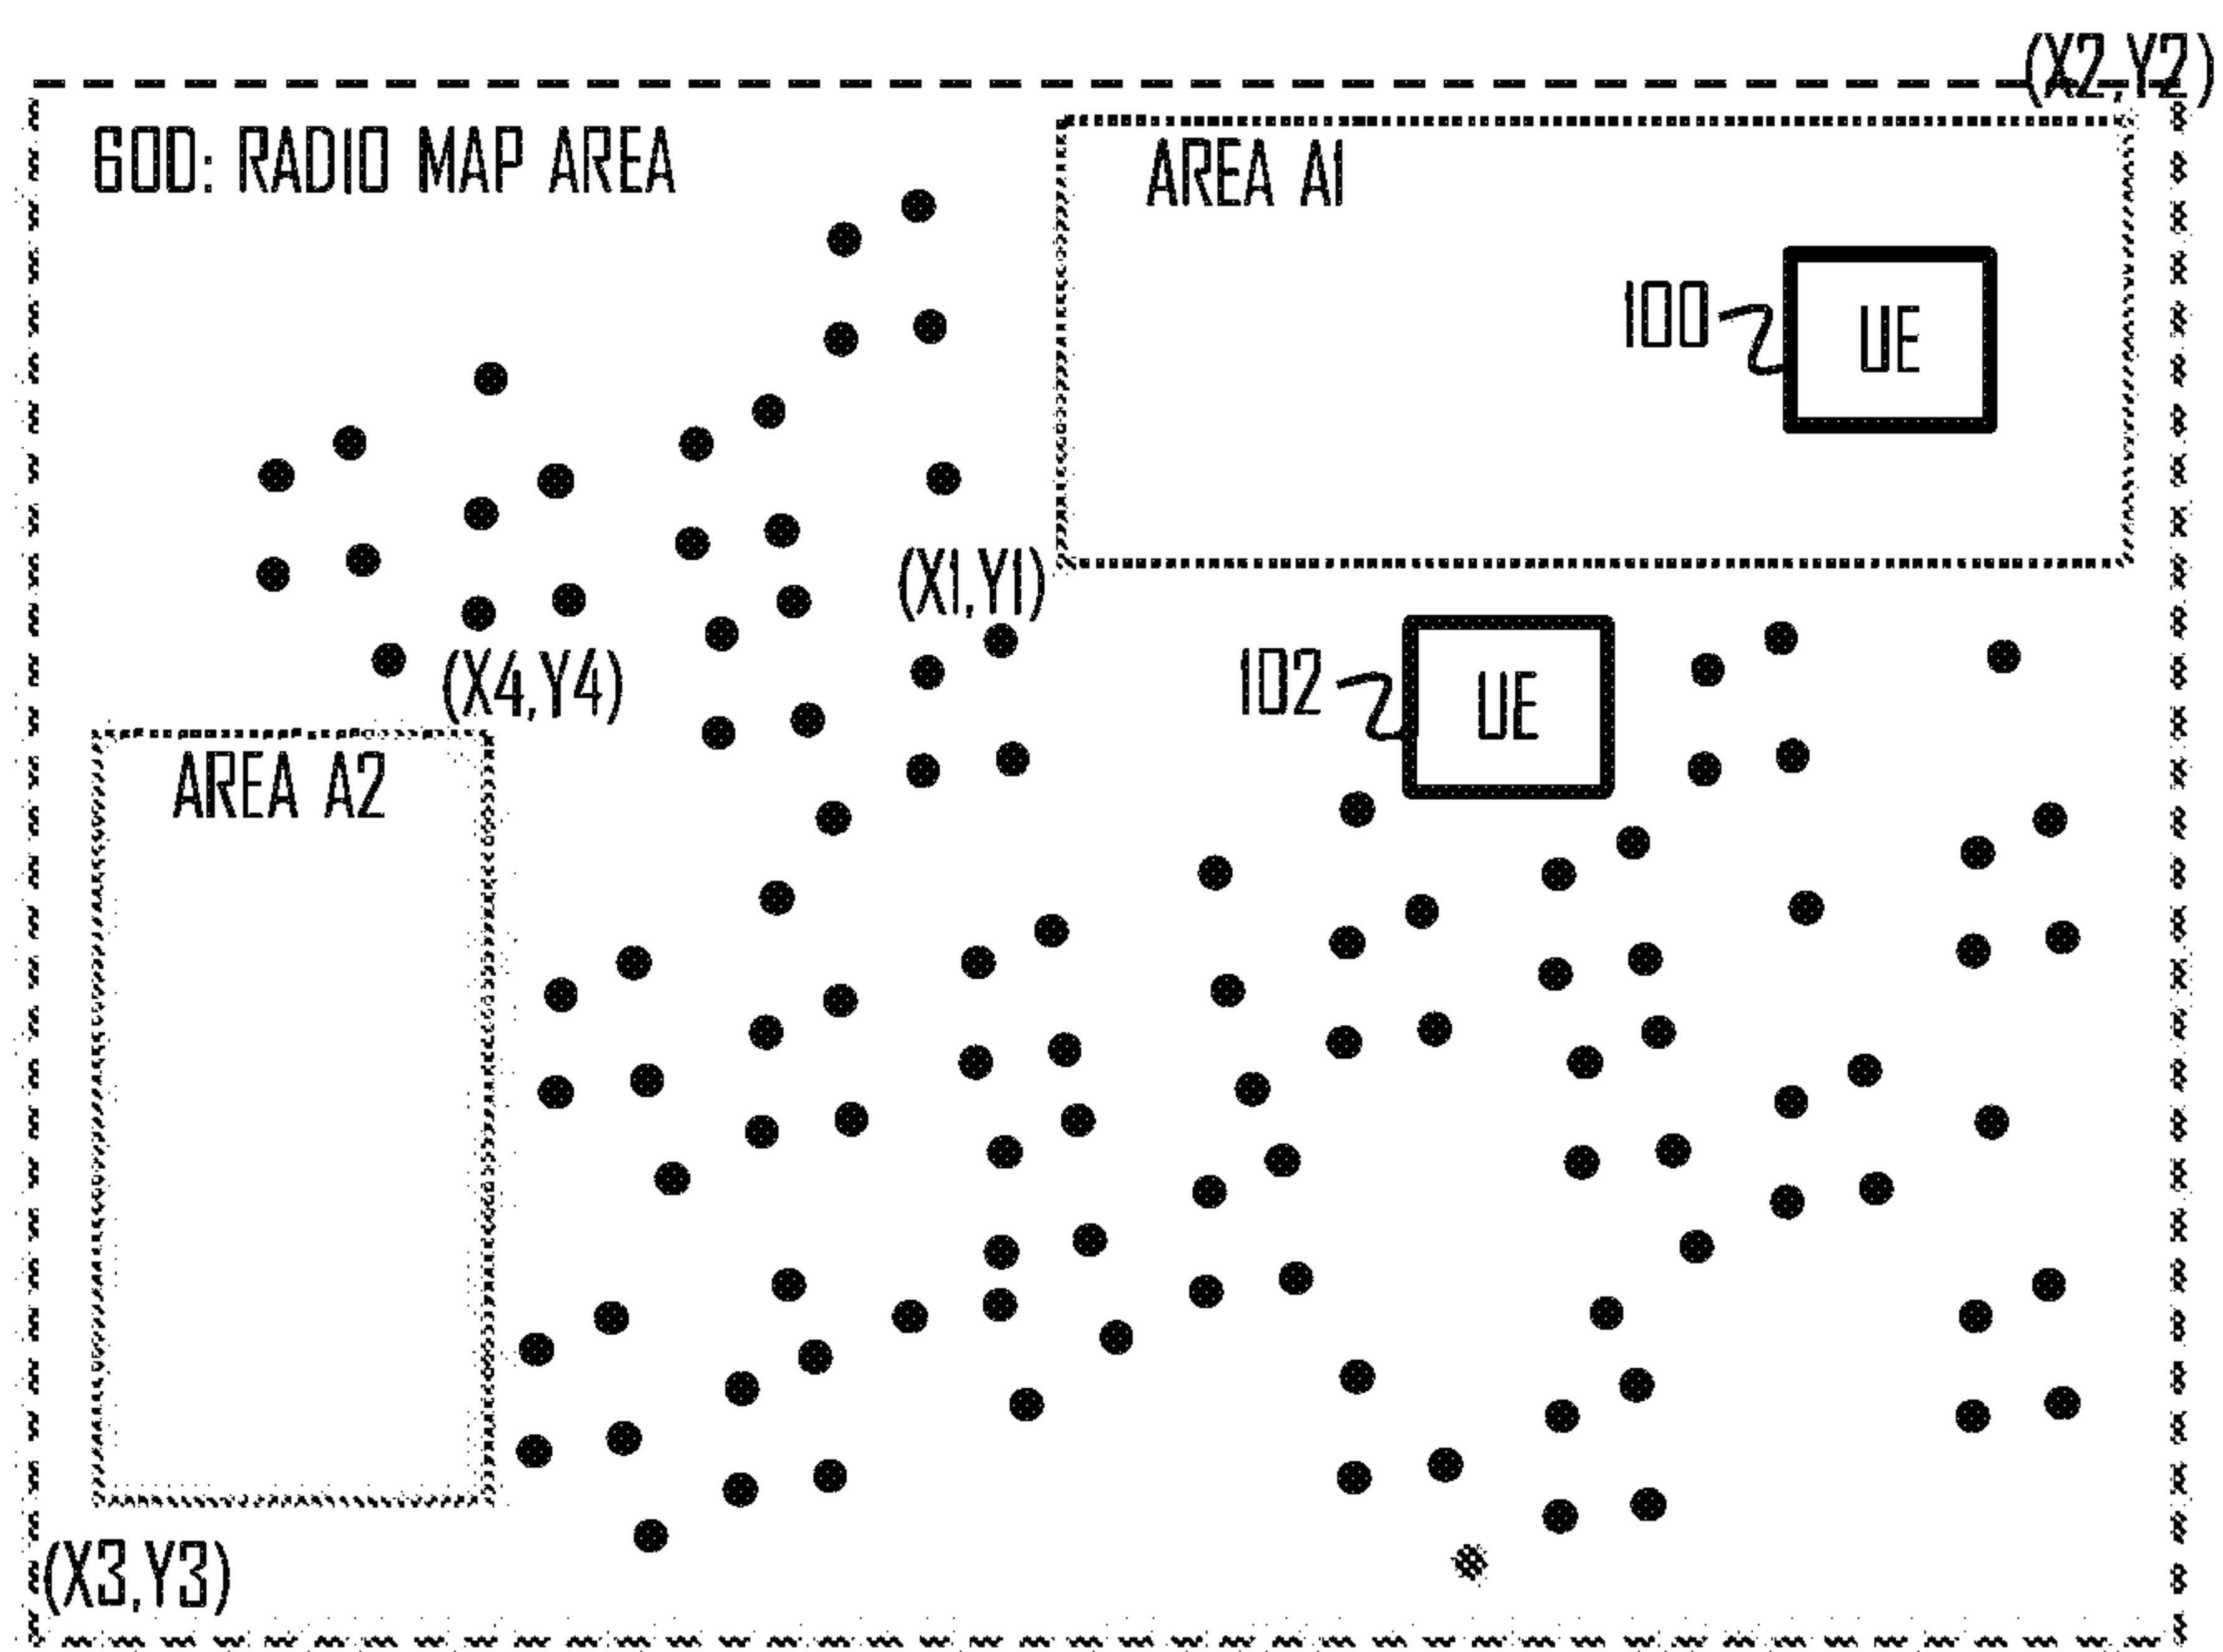 (X2,Y2)
600: RADIO MAP AREA
AREA A1
100
UE
(X1,Y1)
102
UE
(X4,Y4)
AREA A2
(X3,Y3)